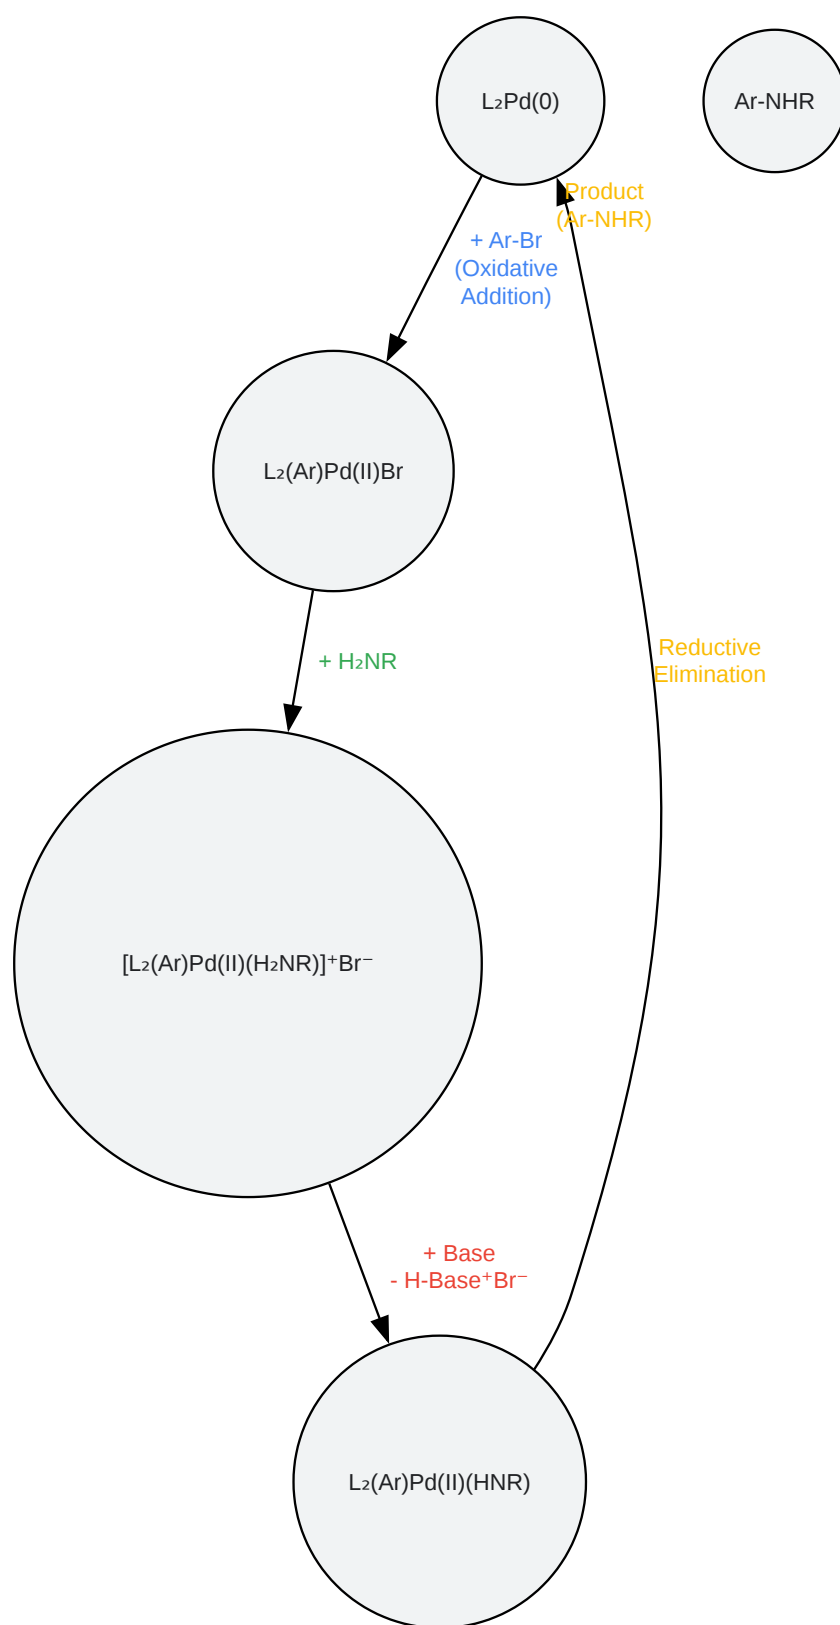 L₂Pd(0)
Ar-NHR
Product
(Ar-NHR)
+ Ar-Br
(Oxidative
Addition)
L₂(Ar)Pd(II)Br
+ H₂NR
Reductive
Elimination
[L₂(Ar)Pd(II)(H₂NR)]⁺Br⁻
+ Base
- H-Base⁺Br⁻
L₂(Ar)Pd(II)(HNR)